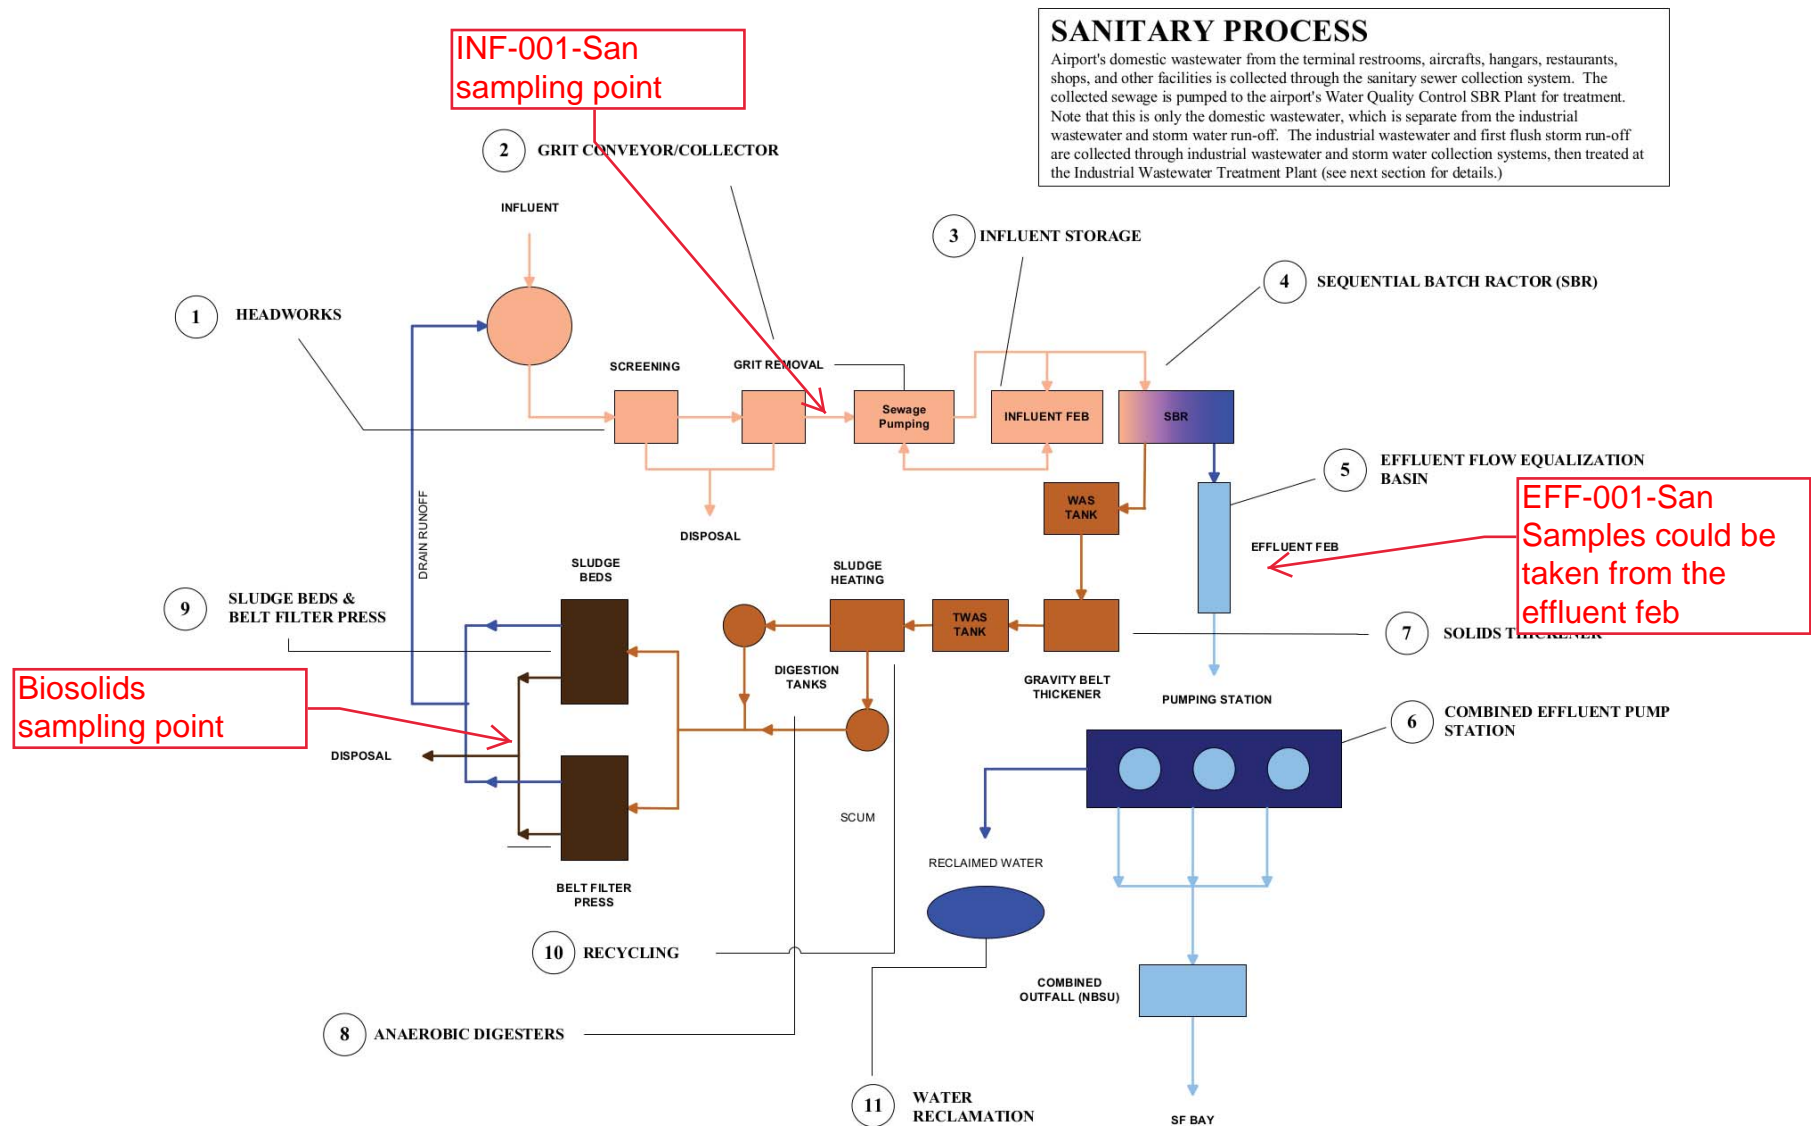 SANITARY PROCESS
Airport's domestic wastewater from the terminal restrooms, aircrafts, hangars, restaurants,
shops, and other facilities is collected through the sanitary sewer collection system. The
collected sewage is pumped to the airport's Water Quality Control SBR Plant for treatment.
Note that this is only the domestic wastewater, which is separate from the industrial
wastewater and storm water run-off. The industrial wastewater and first flush storm run-off
are collected through industrial wastewater and storm water collection systems, then treated at
the Industrial Wastewater Treatment Plant (see next section for details.)
INF-001-San
sampling point
2 GRIT CONVEYOR/COLLECTOR
INFLUENT
3 INFLUENT STORAGE
4 SEQUENTIAL BATCH RACTOR (SBR)
1 HEADWORKS
SCREENING
GRIT REMOVAL
Sewage
Pumping
INFLUENT FEB
SBR
5 EFFLUENT FLOW EQUALIZATION
BASIN
EFF-001-San
Samples could be
taken from the
effluent feb
WAS
TANK
EFFLUENT FEB
DISPOSAL
DRAIN RUNOFF
SLUDGE
BEDS
SLUDGE
HEATING
9 SLUDGE BEDS &
BELT FILTER PRESS
TWAS
TANK
7 SOLIDS THICKENER
DIGESTION
TANKS
GRAVITY BELT
THICKENER
PUMPING STATION
Biosolids
sampling point
6 COMBINED EFFLUENT PUMP
STATION
DISPOSAL
SCUM
RECLAIMED WATER
BELT FILTER
PRESS
10 RECYCLING
COMBINED
OUTFALL (NBSU)
8 ANAEROBIC DIGESTERS
11 WATER
RECLAMATION
SF BAY